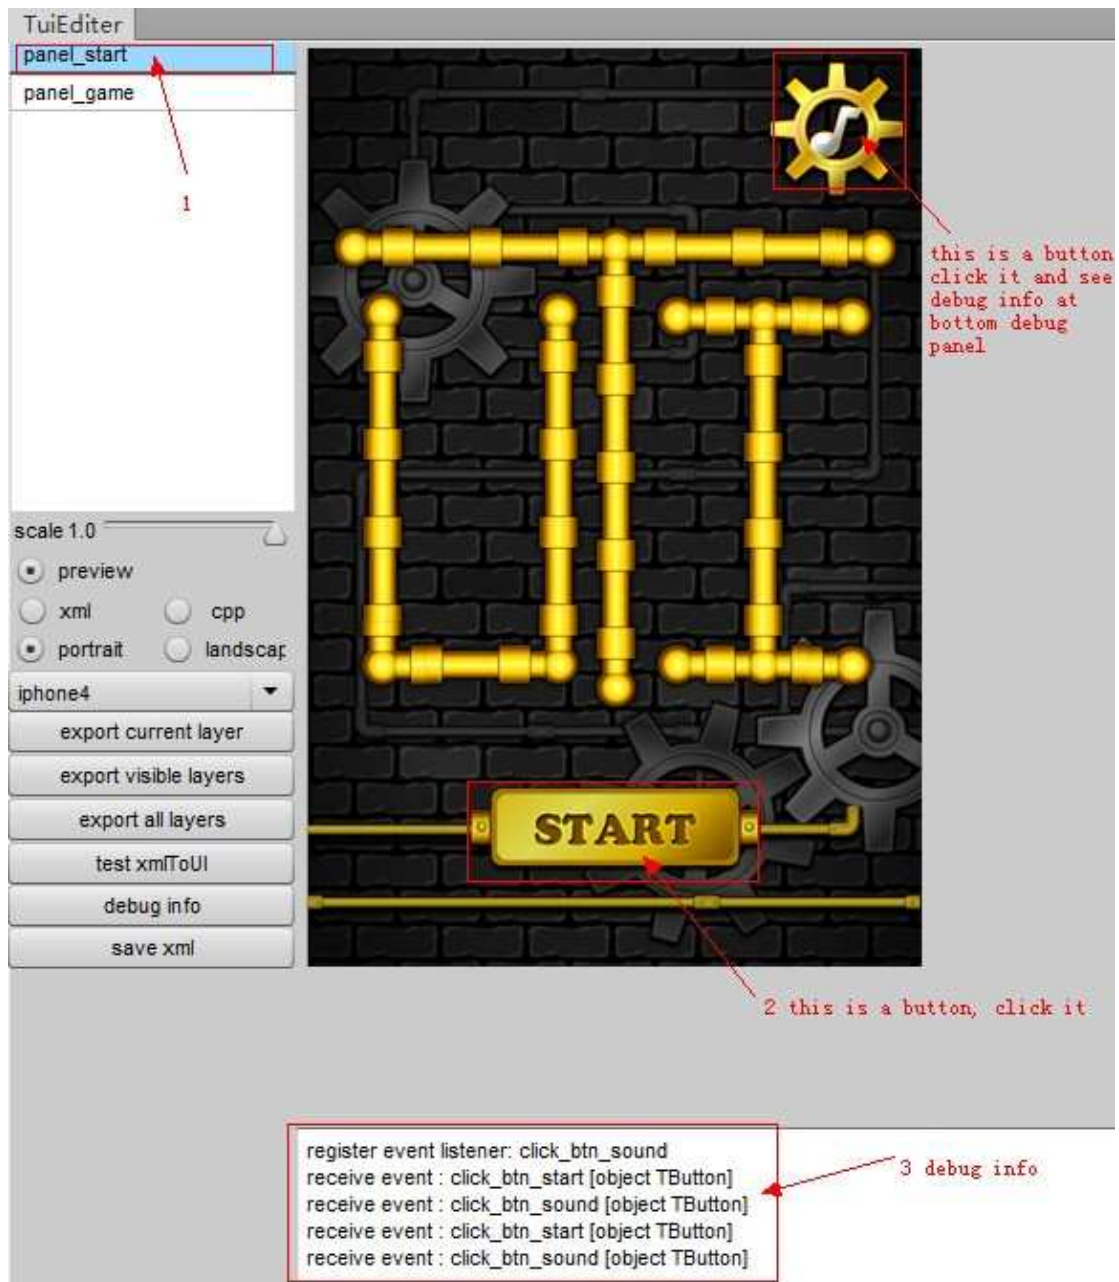 TuiEditer
panel_start
panel_game
1
this is a button
click it and see
debug info at
bottom debug
panel
scale 1.0
preview
xml
cpp
portrait
landscap
iphone4
export current layer
export visible layers
export all layers
test xmlToUI
debug info
save xml
UTI
START
2 this is a button, click it
register event listener: click_btn_sound
receive event : click_btn_start [object TButton]
receive event : click_btn_sound [object TButton]
receive event : click_btn_start [object TButton]
receive event : click_btn_sound [object TButton]
3 debug info